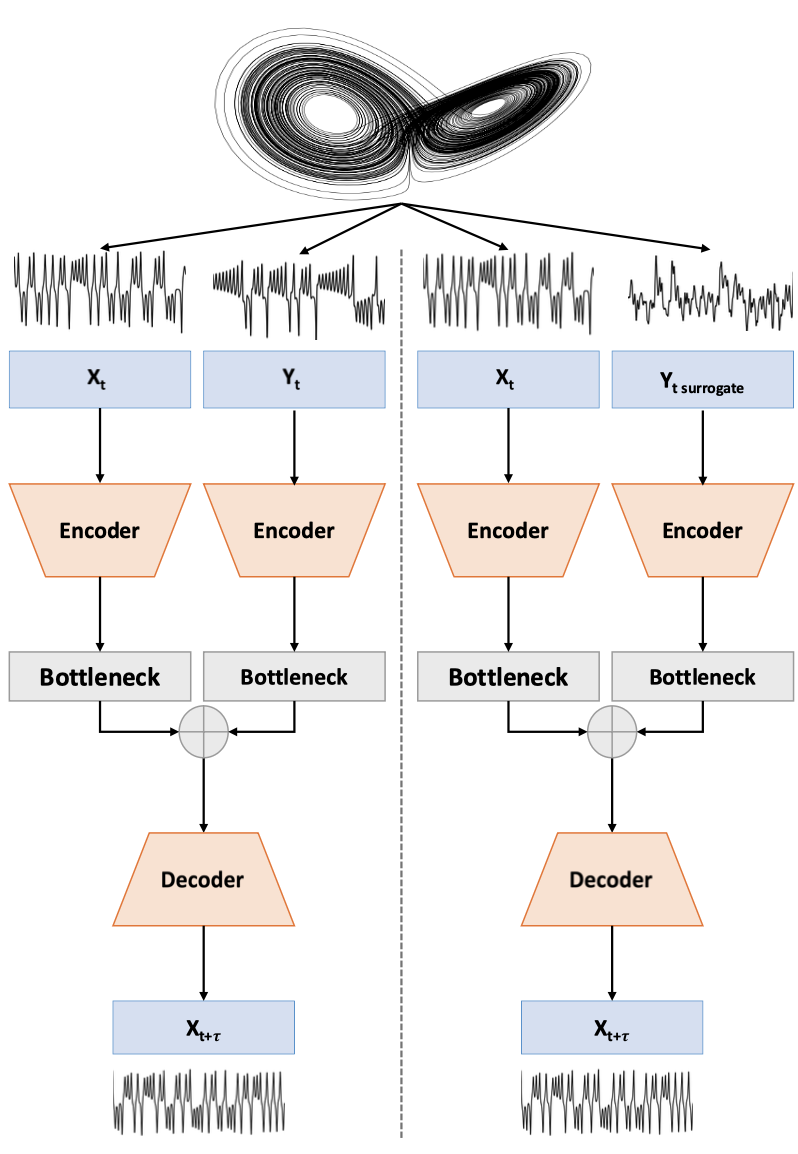 Xt
Yt
Xt
Yt surrogate
Encoder
Encoder
Encoder
Encoder
Bottleneck
Bottleneck
Bottleneck
Bottleneck
Decoder
Decoder
Xt+τ
Xt+τ